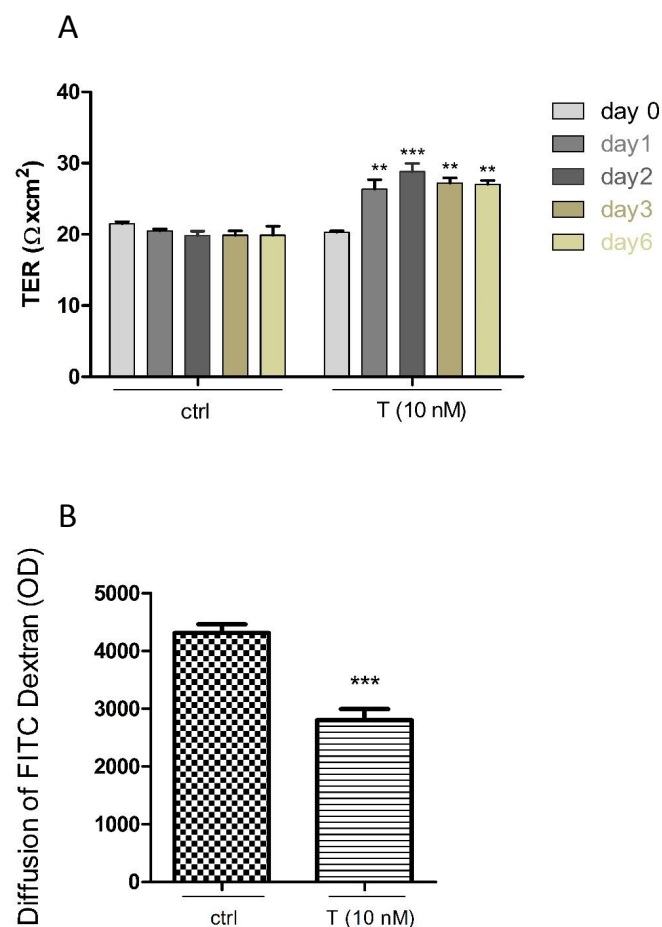 A
TER (Ωxcm²)
40
30
20
10
0
** *** ** **
ctrl
T (10 nM)
day 0
day1
day2
day3
day6
B
Diffusion of FITC Dextran (OD)
5000
4000
3000
2000
1000
0
***
ctrl
T (10 nM)